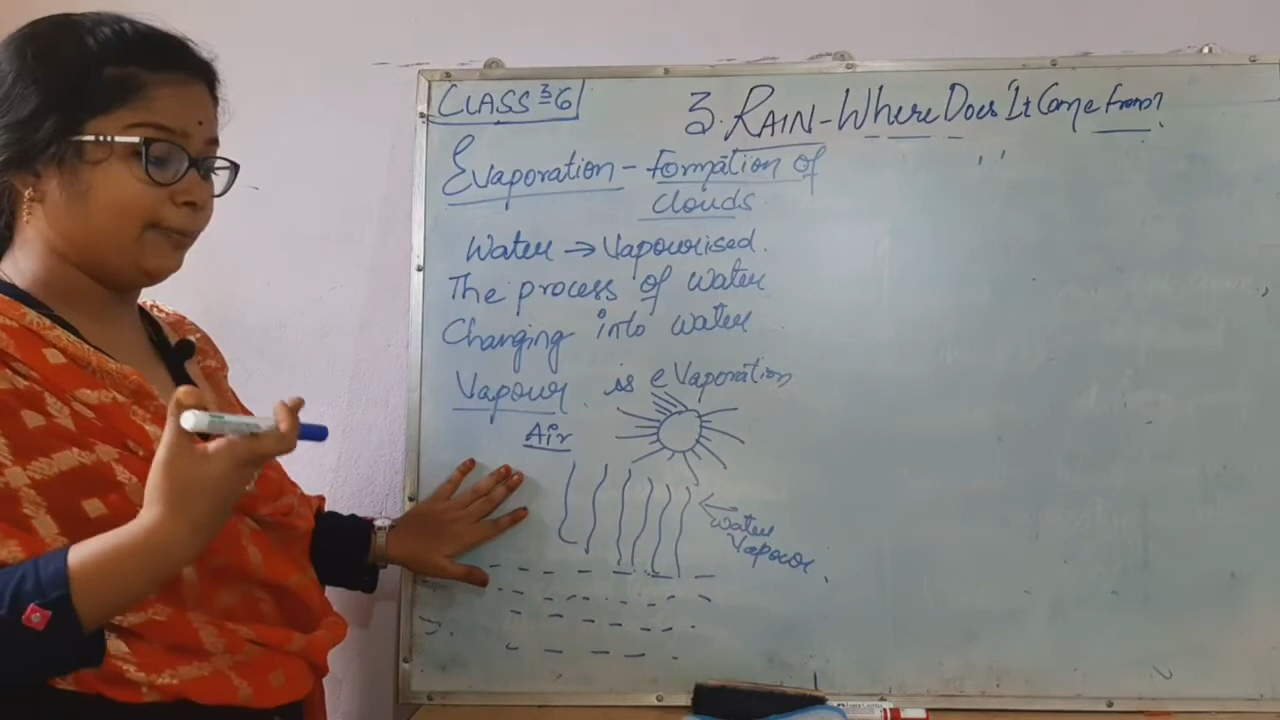 CLASS 6
3. RAIN - Where Does It Come From?
Evaporation - Formation of
Clouds
Water → Vapourised.
The process of water
Changing into water
Vapour is evaporation
Air
Water
Vapour.